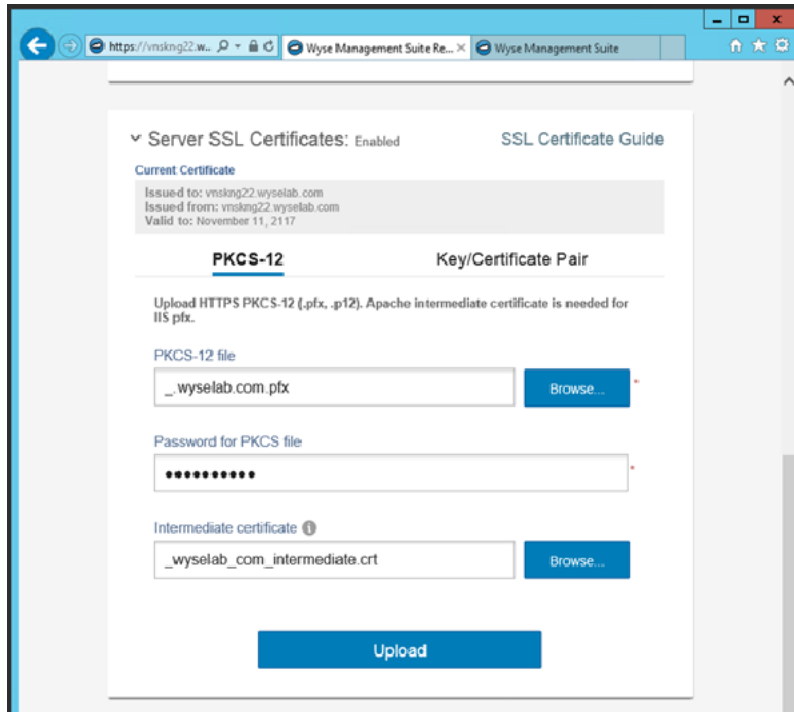 https://vmskng22.w...
Wyse Management Suite Re...
Wyse Management Suite
Server SSL Certificates: Enabled
SSL Certificate Guide
Current Certificate
Issued to: vmskng22.wyselab.com
Issued from: vmskng22.wyselab.com
Valid to: November 11, 2117
PKCS-12
Key/Certificate Pair
Upload HTTPS PKCS-12 (.pfx, .p12). Apache intermediate certificate is needed for
IIS pfx.
PKCS-12 file
_.wyselab.com.pfx
Browse...
*
Password for PKCS file
••••••••••
*
Intermediate certificate
_wyselab_com_intermediate.crt
Browse...
Upload